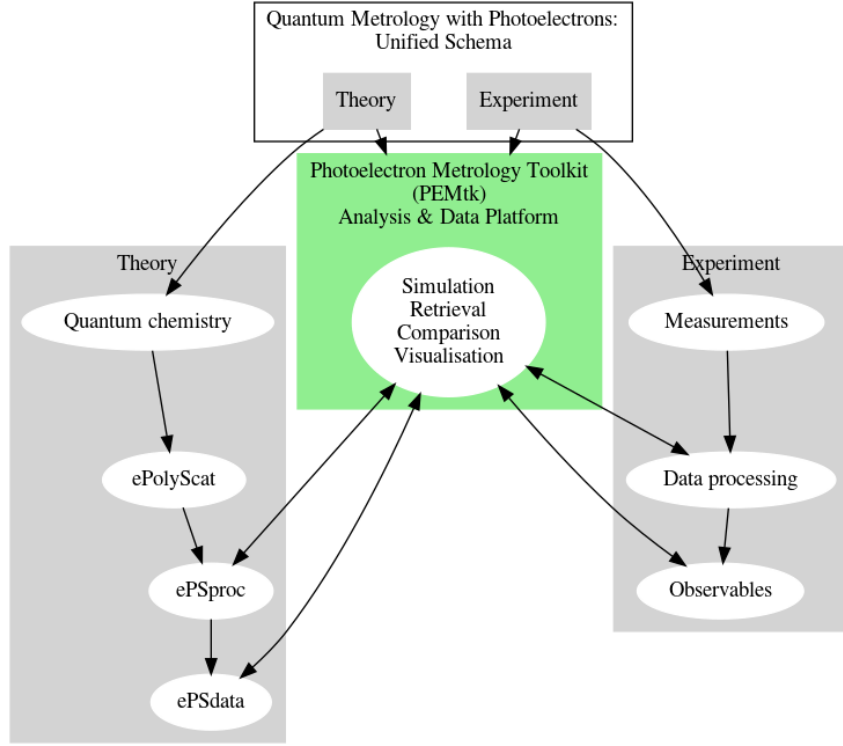 Quantum Metrology with Photoelectrons:
Unified Schema
Theory
Experiment
Photoelectron Metrology Toolkit
(PEMtk)
Analysis & Data Platform
Simulation
Retrieval
Comparison
Visualisation
Theory
Quantum chemistry
ePolyScat
ePSproc
ePSdata
Experiment
Measurements
Data processing
Observables